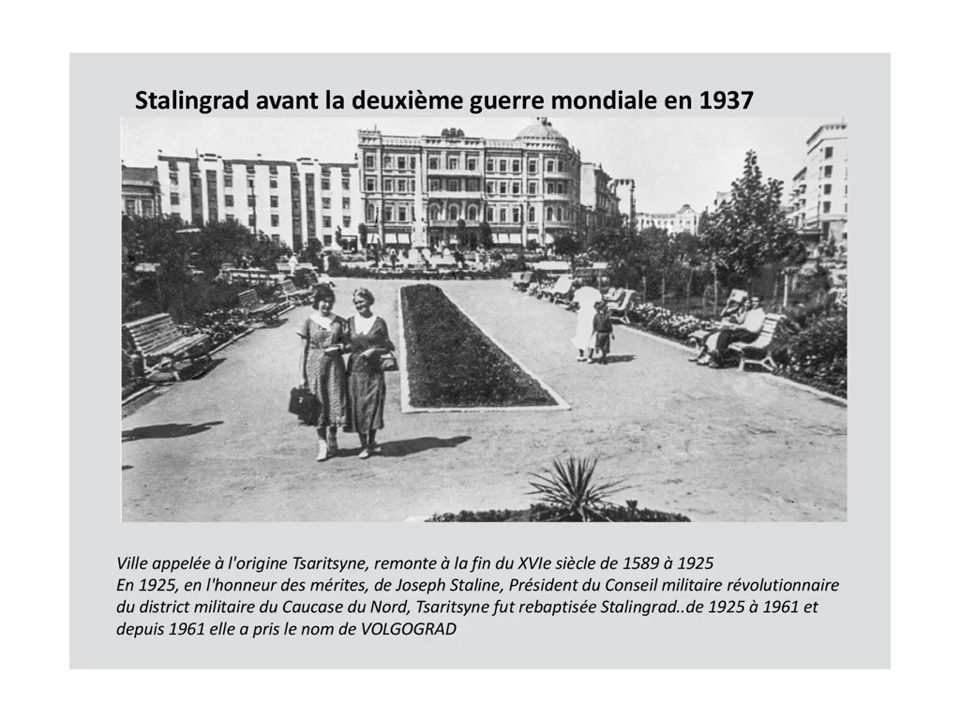 Stalingrad avant la deuxième guerre mondiale en 1937
Ville appelée à l'origine Tsaritsyne, remonte à la fin du XVIe siècle de 1589 à 1925
En 1925, en l'honneur des mérites, de Joseph Staline, Président du Conseil militaire révolutionnaire
du district militaire du Caucase du Nord, Tsaritsyne fut rebaptisée Stalingrad..de 1925 à 1961 et
depuis 1961 elle a pris le nom de VOLGOGRAD